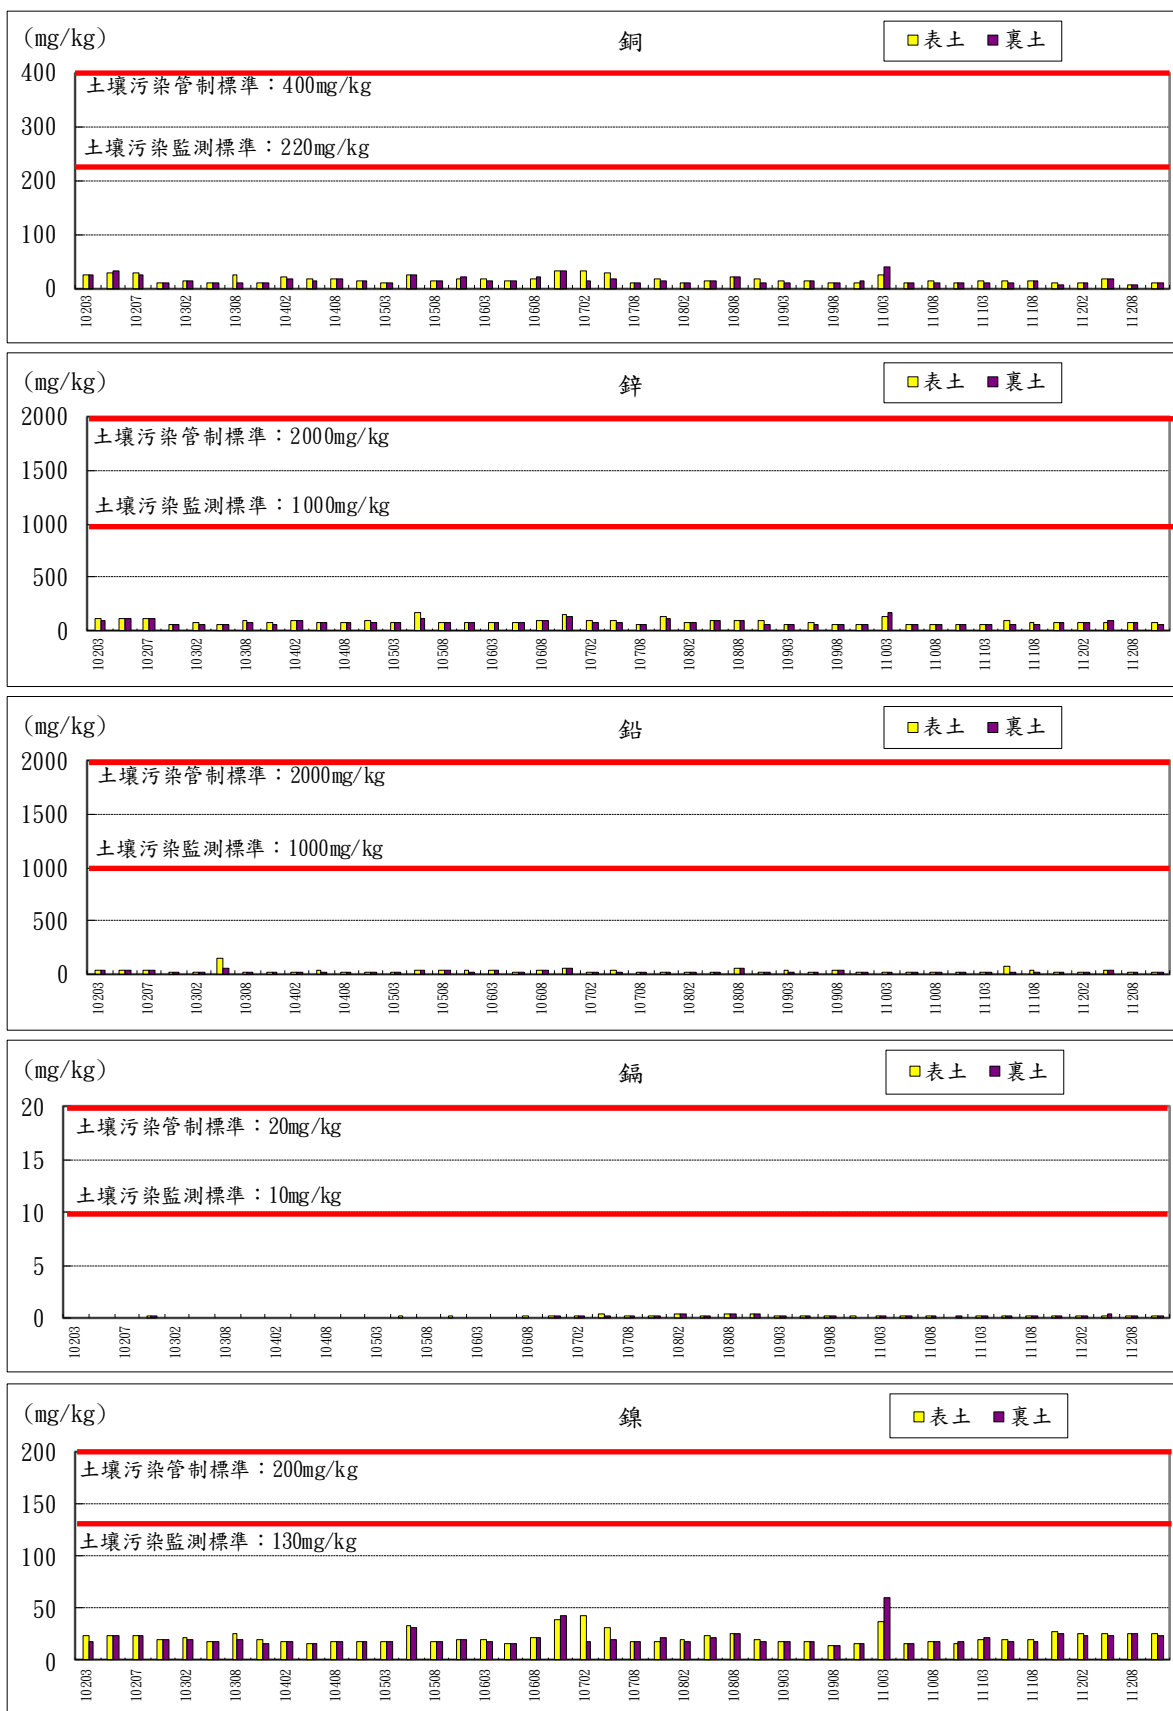 (mg/kg)
銅
表土 裏土
400
土壤污染管制標準：400mg/kg
300
土壤污染監測標準：220mg/kg
200
100
0
10203 10207 10302 10308 10402 10408 10503 10508 10603 10608 10702 10708 10802 10808 10903 10908 11003 11008 11103 11108 11202 11208
(mg/kg)
鋅
表土 裏土
2000
土壤污染管制標準：2000mg/kg
1500
土壤污染監測標準：1000mg/kg
1000
500
0
10203 10207 10302 10308 10402 10408 10503 10508 10603 10608 10702 10708 10802 10808 10903 10908 11003 11008 11103 11108 11202 11208
(mg/kg)
鉛
表土 裏土
2000
土壤污染管制標準：2000mg/kg
1500
土壤污染監測標準：1000mg/kg
1000
500
0
10203 10207 10302 10308 10402 10408 10503 10508 10603 10608 10702 10708 10802 10808 10903 10908 11003 11008 11103 11108 11202 11208
(mg/kg)
鎘
表土 裏土
20
土壤污染管制標準：20mg/kg
15
土壤污染監測標準：10mg/kg
10
5
0
10203 10207 10302 10308 10402 10408 10503 10508 10603 10608 10702 10708 10802 10808 10903 10908 11003 11008 11103 11108 11202 11208
(mg/kg)
鎳
表土 裏土
200
土壤污染管制標準：200mg/kg
150
土壤污染監測標準：130mg/kg
100
50
0
10203 10207 10302 10308 10402 10408 10503 10508 10603 10608 10702 10708 10802 10808 10903 10908 11003 11008 11103 11108 11202 11208